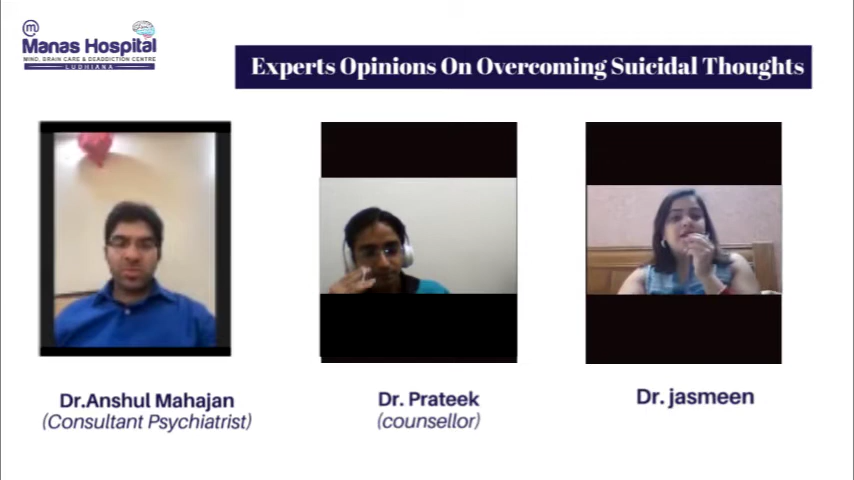 Manas Hospital
MIND, BRAIN CARE & DEADDICTION CENTRE
LUDHIANA
Experts Opinions On Overcoming Suicidal Thoughts
Dr.Anshul Mahajan
(Consultant Psychiatrist)
Dr. Prateek
(counsellor)
Dr. jasmeen